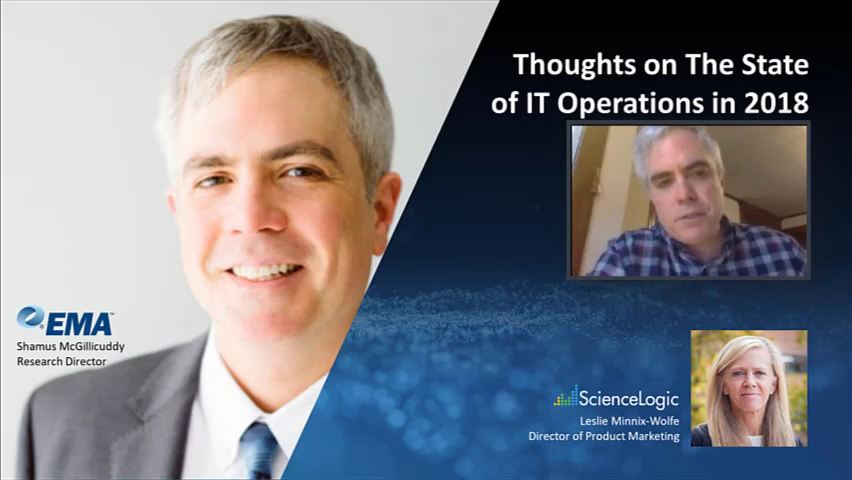 Thoughts on The State
of IT Operations in 2018
EMA™
Shamus McGillicuddy
Research Director
ScienceLogic
Leslie Minnix-Wolfe
Director of Product Marketing